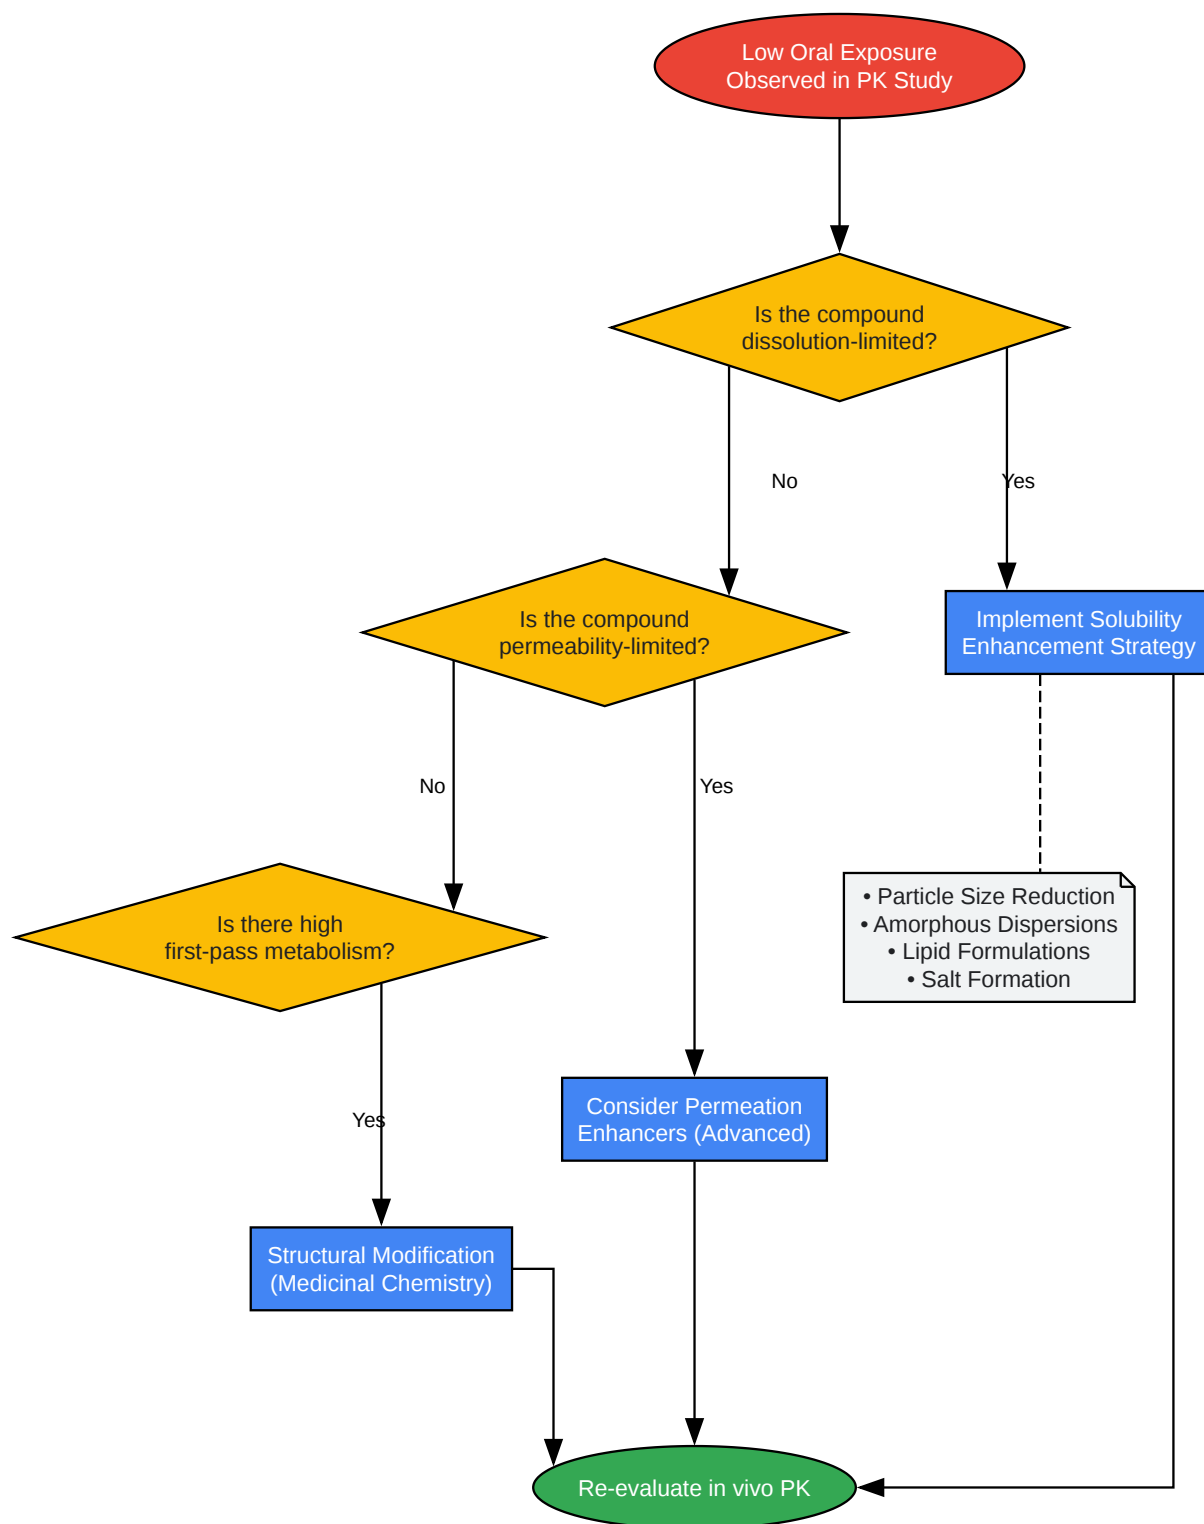 Low Oral Exposure
Observed in PK Study
Is the compound
dissolution-limited?
No
Yes
Is the compound
permeability-limited?
Implement Solubility
Enhancement Strategy
No
Yes
• Particle Size Reduction
• Amorphous Dispersions
• Lipid Formulations
• Salt Formation
Is there high
first-pass metabolism?
Yes
Consider Permeation
Enhancers (Advanced)
Structural Modification
(Medicinal Chemistry)
Re-evaluate in vivo PK